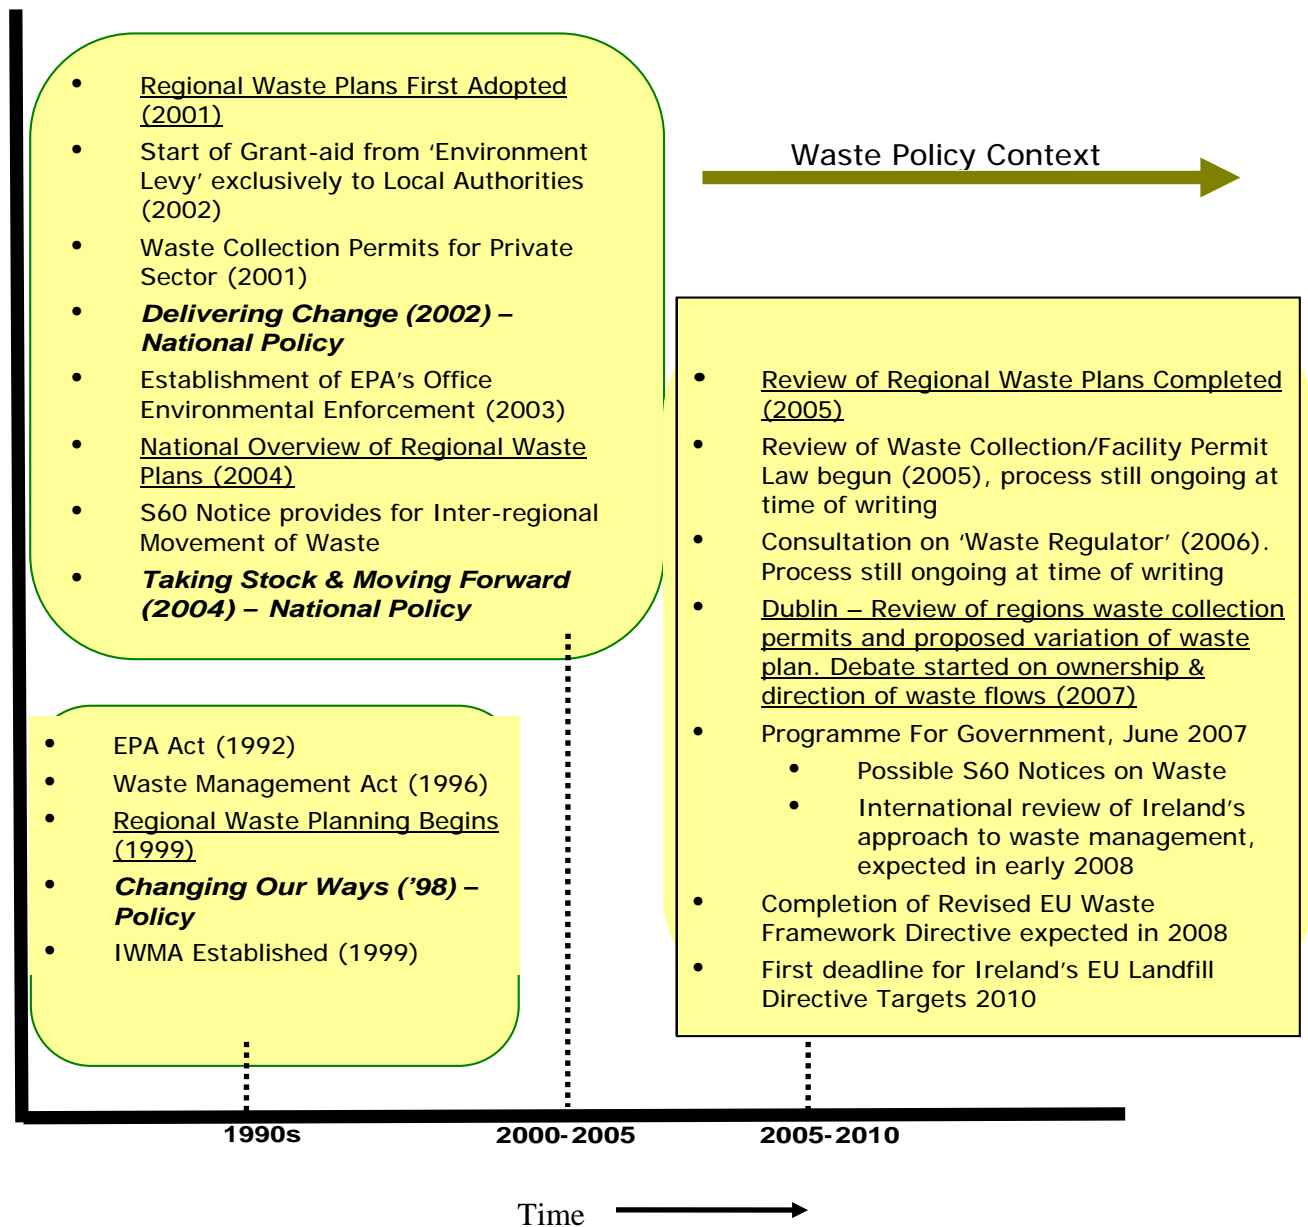 • Regional Waste Plans First Adopted
(2001)
• Start of Grant-aid from ‘Environment
Levy’ exclusively to Local Authorities
(2002)
• Waste Collection Permits for Private
Sector (2001)
• Delivering Change (2002) –
National Policy
• Establishment of EPA’s Office
Environmental Enforcement (2003)
• National Overview of Regional Waste
Plans (2004)
• S60 Notice provides for Inter-regional
Movement of Waste
• Taking Stock & Moving Forward
(2004) – National Policy
Waste Policy Context
• EPA Act (1992)
• Waste Management Act (1996)
• Regional Waste Planning Begins
(1999)
• Changing Our Ways (’98) –
Policy
• IWMA Established (1999)
• Review of Regional Waste Plans Completed
(2005)
• Review of Waste Collection/Facility Permit
Law begun (2005), process still ongoing at
time of writing
• Consultation on ‘Waste Regulator’ (2006).
Process still ongoing at time of writing
• Dublin – Review of regions waste collection
permits and proposed variation of waste
plan. Debate started on ownership &
direction of waste flows (2007)
• Programme For Government, June 2007
• Possible S60 Notices on Waste
• International review of Ireland’s
approach to waste management,
expected in early 2008
• Completion of Revised EU Waste
Framework Directive expected in 2008
• First deadline for Ireland’s EU Landfill
Directive Targets 2010
1990s
2000-2005
2005-2010
Time